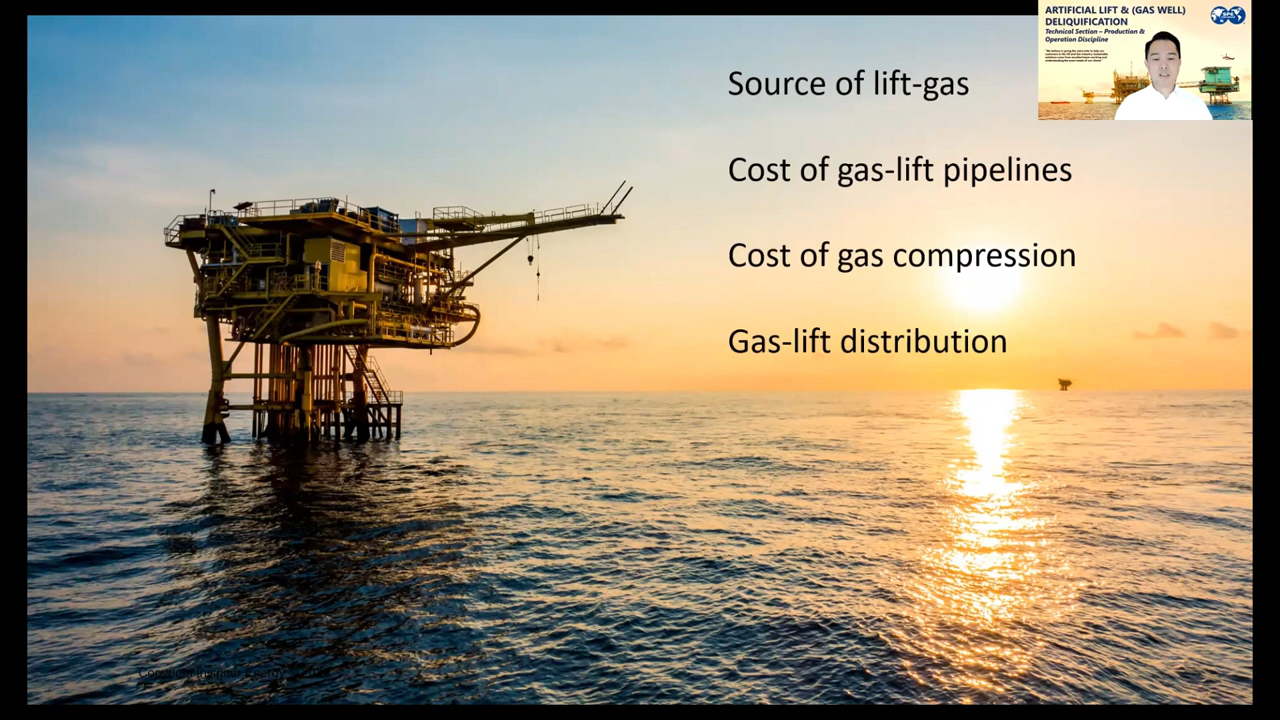 ARTIFICIAL LIFT & (GAS WELL)
DELIQUIFICATION
Technical Section – Production &
Operation Discipline
Source of lift-gas
Cost of gas-lift pipelines
Cost of gas compression
Gas-lift distribution